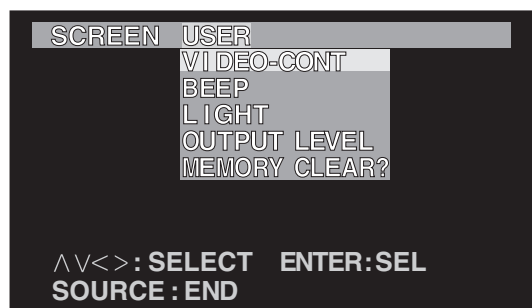 SCREEN USER
VIDEO-CONT
BEEP
LIGHT
OUTPUT LEVEL
MEMORY CLEAR?
∧∨<>: SELECT ENTER:SEL
SOURCE : END